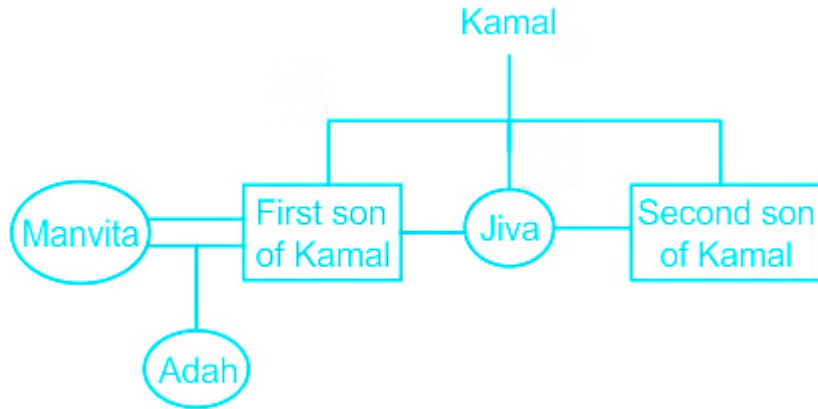 Kamal
Manvita
First son
of Kamal
Jiva
Second son
of Kamal
Adah